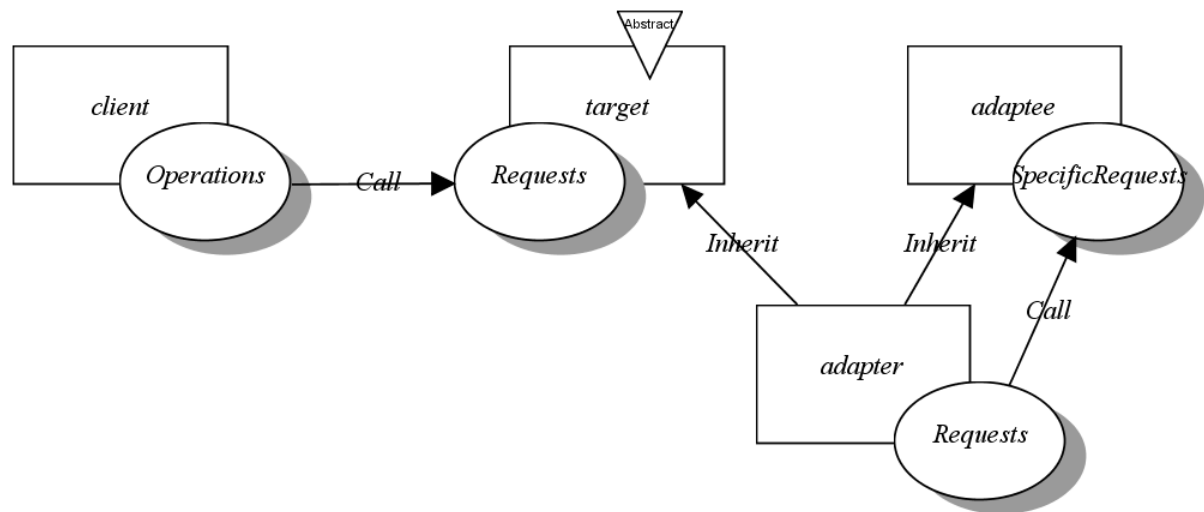 Abstract
client
target
adaptee
Operations
Call
Requests
SpecificRequests
Inherit
Inherit
Call
adapter
Requests